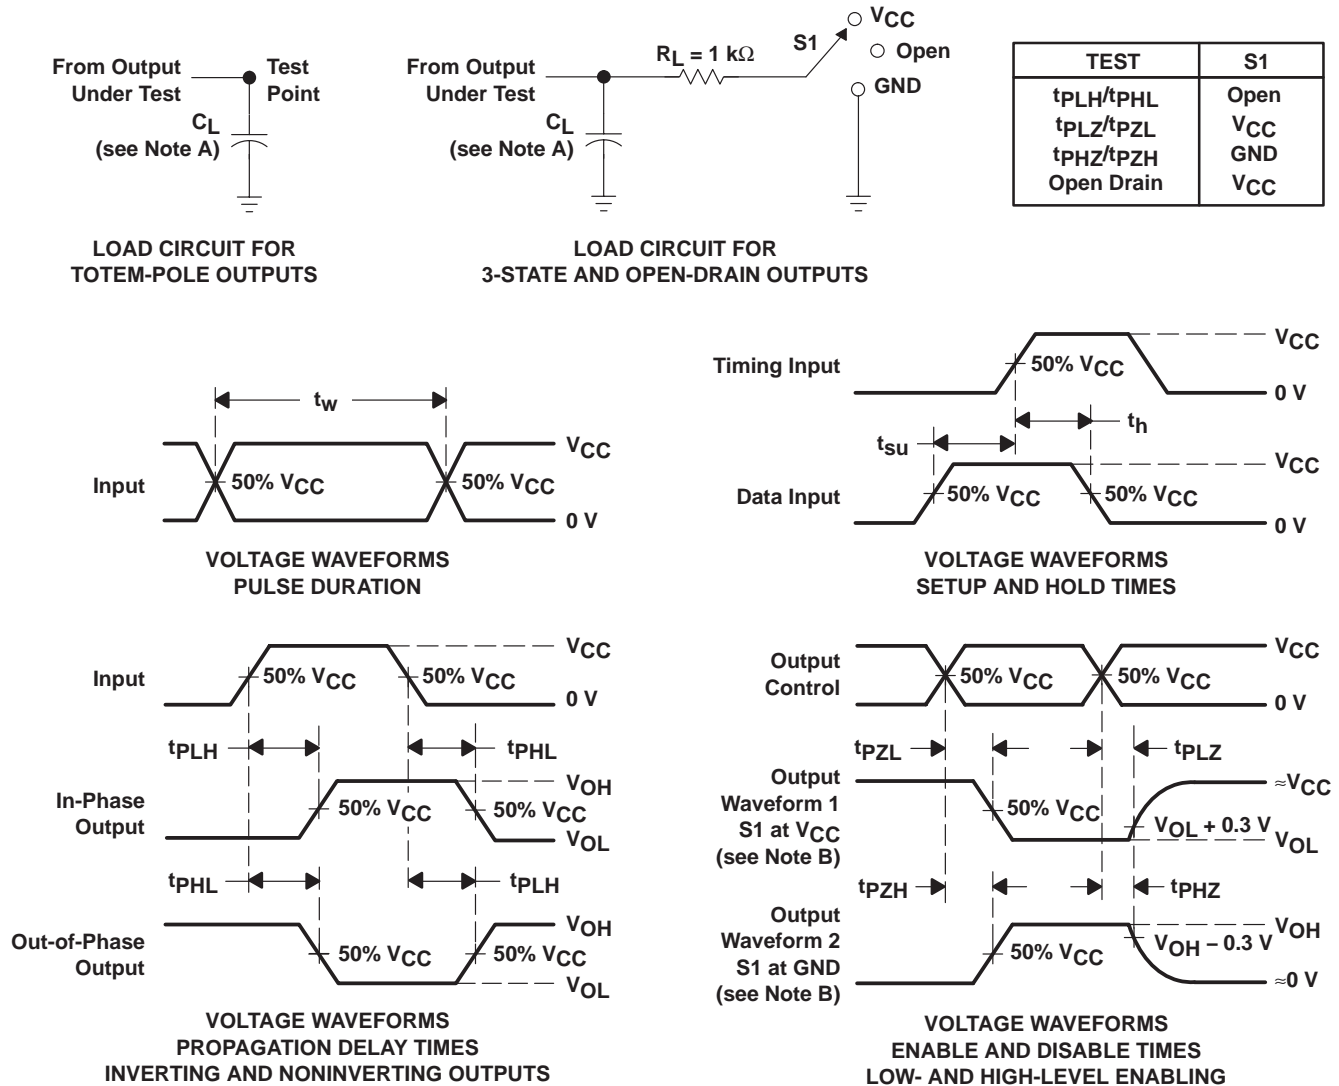 From Output
Under Test
Test
Point
CL
(see Note A)
LOAD CIRCUIT FOR
TOTEM-POLE OUTPUTS
From Output
Under Test
RL = 1 kΩ
S1
VCC
Open
GND
CL
(see Note A)
LOAD CIRCUIT FOR
3-STATE AND OPEN-DRAIN OUTPUTS
TEST S1
tPLH/tPHL Open
tPLZ/tPZL VCC
tPHZ/tPZH GND
Open Drain VCC
tw
Input
50% VCC
50% VCC
VCC
0 V
VOLTAGE WAVEFORMS
PULSE DURATION
Timing Input
50% VCC
VCC
0 V
tsu
th
Data Input
50% VCC
50% VCC
VCC
0 V
VOLTAGE WAVEFORMS
SETUP AND HOLD TIMES
Input
50% VCC
50% VCC
VCC
0 V
tPLH
tPHL
In-Phase
Output
50% VCC
50% VCC
VOH
VOL
tPHL
tPLH
Out-of-Phase
Output
50% VCC
50% VCC
VOH
VOL
VOLTAGE WAVEFORMS
PROPAGATION DELAY TIMES
INVERTING AND NONINVERTING OUTPUTS
Output
Control
50% VCC
50% VCC
VCC
0 V
tPZL
tPLZ
Output
Waveform 1
S1 at VCC
(see Note B)
50% VCC
≈VCC
VOL + 0.3 V
VOL
tPZH
tPHZ
Output
Waveform 2
S1 at GND
(see Note B)
50% VCC
VOH
VOH − 0.3 V
≈0 V
VOLTAGE WAVEFORMS
ENABLE AND DISABLE TIMES
LOW- AND HIGH-LEVEL ENABLING